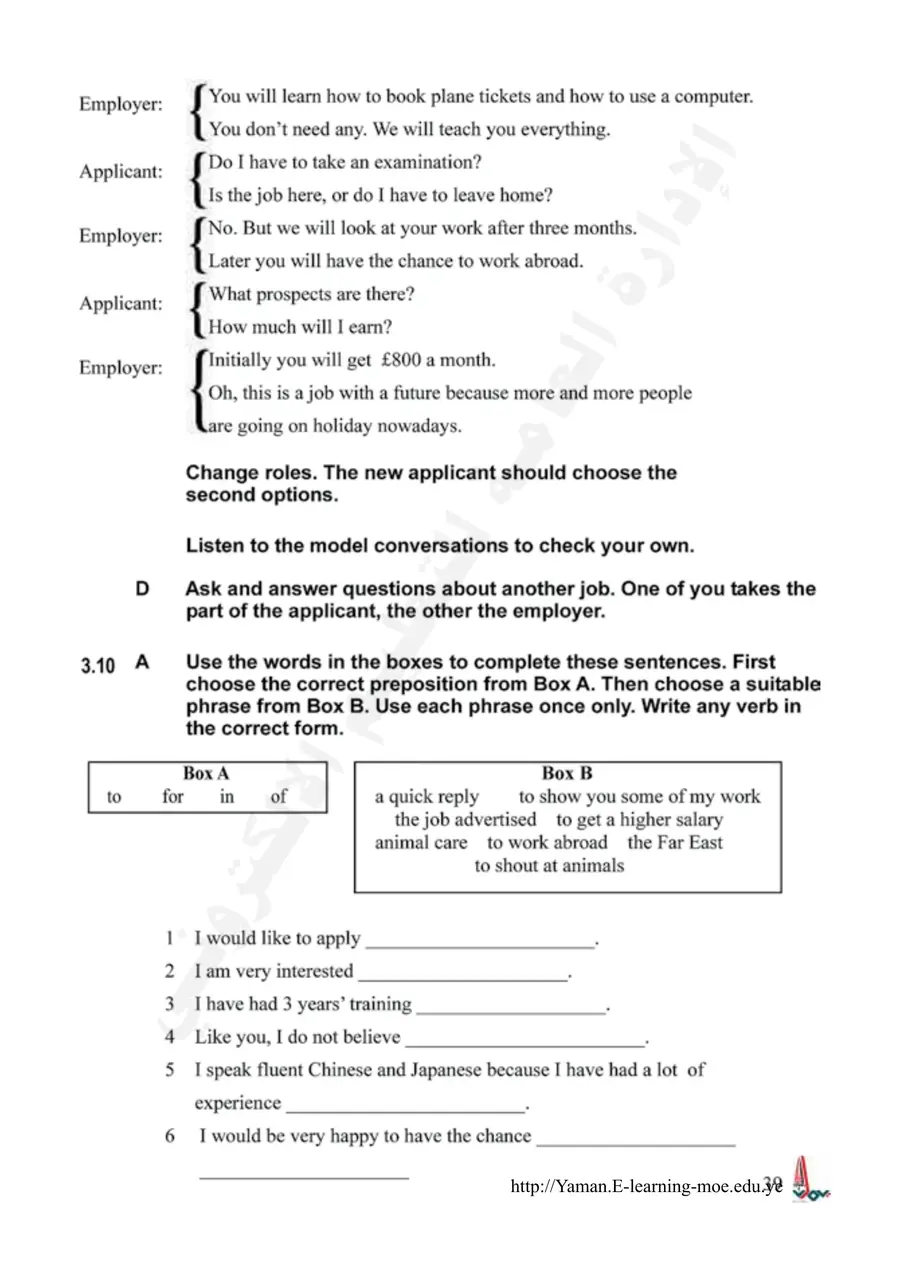 Employer: You will learn how to book plane tickets and how to use a computer.
You don't need any. We will teach you everything.
Applicant: Do I have to take an examination?
Is the job here, or do I have to leave home?
Employer: No. But we will look at your work after three months.
Later you will have the chance to work abroad.
Applicant: What prospects are there?
How much will I earn?
Employer: Initially you will get £800 a month.
Oh, this is a job with a future because more and more people
are going on holiday nowadays.
Change roles. The new applicant should choose the
second options.
Listen to the model conversations to check your own.
D Ask and answer questions about another job. One of you takes the
part of the applicant, the other the employer.
3.10 A Use the words in the boxes to complete these sentences. First
choose the correct preposition from Box A. Then choose a suitable
phrase from Box B. Use each phrase once only. Write any verb in
the correct form.
Box A
to for in of
Box B
a quick reply to show you some of my work
the job advertised to get a higher salary
animal care to work abroad the Far East
to shout at animals
1 I would like to apply ______________________.
2 I am very interested ____________________.
3 I have had 3 years' training __________________.
4 Like you, I do not believe _______________________.
5 I speak fluent Chinese and Japanese because I have had a lot of
experience _______________________.
6 I would be very happy to have the chance ___________________
____________________
http://Yaman.E-learning-moe.edu.ye
39
الإدارة العامة للتعليم الإلكتروني